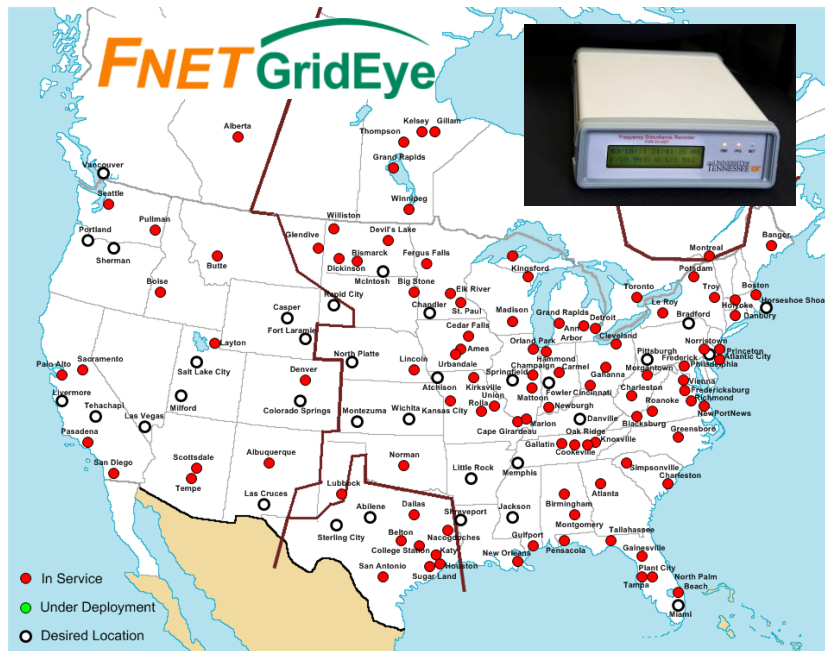 FNET GridEye
Frequency Disturbance Recorder
THE UNIVERSITY of
TENNESSEE UT
Alberta
Kelsey
Gillam
Thompson
Grand Rapids
Winnipeg
Vancouver
Seattle
Pullman
Portland
Sherman
Boise
Butte
Glendive
Williston
Devil's Lake
Dickinson
Bismarck
McIntosh
Fergus Falls
Big Stone
Elk River
St. Paul
Chandler
Kingsford
Madison
Grand Rapids
Ann
Arbor
Detroit
Toronto
Montreal
Bangor
Potsdam
Troy
Boston
Holyoke
Horseshoe Shoal
Danbury
Le Roy
Bradford
Cleveland
Casper
Rapid City
Fort Laramie
North Platte
Layton
Salt Lake City
Milford
Palo Alto
Sacramento
Livermore
Tehachapi
Las Vegas
Pasadena
San Diego
Scottsdale
Tempe
Denver
Colorado Springs
Montezuma
Wichita
Lincoln
Atchison
Kansas City
Cedar Falls
Ames
Urbandale
Kirksville
Union
Rolla
Orland Park
Hammond
Springfield
Champaign
Carmel
Mattoon
Fowler
Cincinnati
Gahanna
Newburgh
Danville
Cape Girardeau
Marion
Pittsburgh
Norristown
Princeton
Atlantic City
Philadelphia
Frederick
Morgantown
Vienna
Fredericksburg
Richmond
NewPortNews
Charleston
Roanoke
Blacksburg
Greensboro
Gallatin
Oak Ridge
Knoxville
Cookeville
Simpsonville
Charleston
Albuquerque
Las Cruces
Norman
Lubbock
Abilene
Sterling City
Dallas
Belton
College Station
Nacogdoches
Katy
Houston
Sugar Land
San Antonio
Shreveport
Little Rock
Memphis
Jackson
Birmingham
Atlanta
Montgomery
Gulfport
New Orleans
Pensacola
Tallahassee
Gainesville
Plant City
Tampa
North Palm
Beach
Miami
In Service
Under Deployment
Desired Location